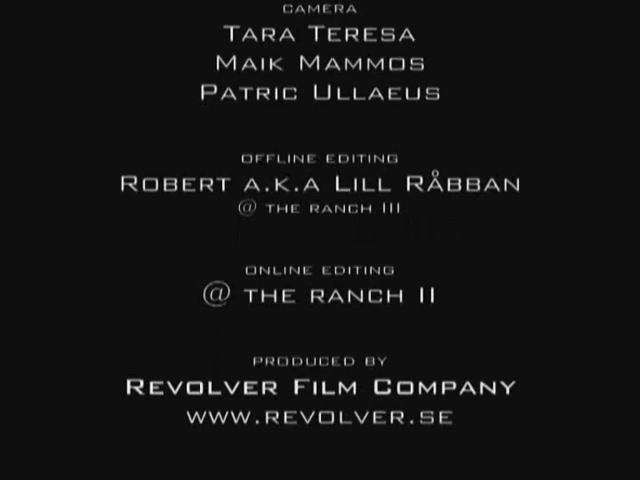 CAMERA
TARA TERESA
MAIK MAMMOS
PATRIC ULLAEUS
OFFLINE EDITING
ROBERT A.K.A LILL RÅBBAN
@ THE RANCH III
ONLINE EDITING
@ THE RANCH II
PRODUCED BY
REVOLVER FILM COMPANY
WWW.REVOLVER.SE